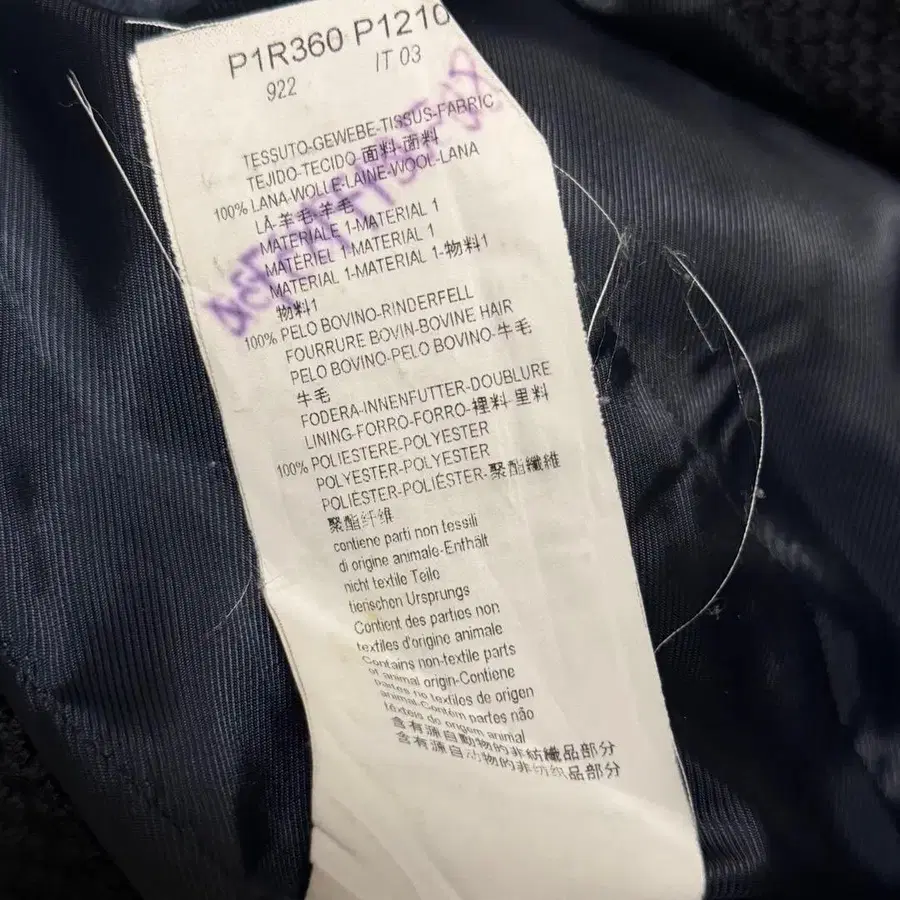 P1R360 P1210
922 IT 03
TESSUTO-GEWEBE-TISSUS-FABRIC
TEJIDO-TECIDO-面料-面料
100% LANA-WOLLE-LAINE-WOOL-LANA
LÃ-羊毛-羊毛
MATERIALE 1-MATERIAL 1
MATÉRIEL 1-MATERIAL 1
MATERIAL 1-MATERIAL 1-物料1
物料1
100% PELO BOVINO-RINDERFELL
FOURRURE BOVIN-BOVINE HAIR
PELO BOVINO-PELO BOVINO-牛毛
牛毛
FODERA-INNENFUTTER-DOUBLURE
LINING-FORRO-FORRO-裡料-里料
100% POLIESTERE-POLYESTER
POLYESTER-POLYESTER
POLIÉSTER-POLIÉSTER-聚酯纖維
聚酯纤维
contiene parti non tessili
di origine animale-Enthält
nicht textile Teile
tierischen Ursprungs
Contient des parties non
textiles d'origine animale
Contains non-textile parts
of animal origin-Contiene
partes no textiles de origen
animal-Contém partes não
têxteis de origem animal
含有源自動物的非紡織品部分
含有源自动物的非纺织品部分